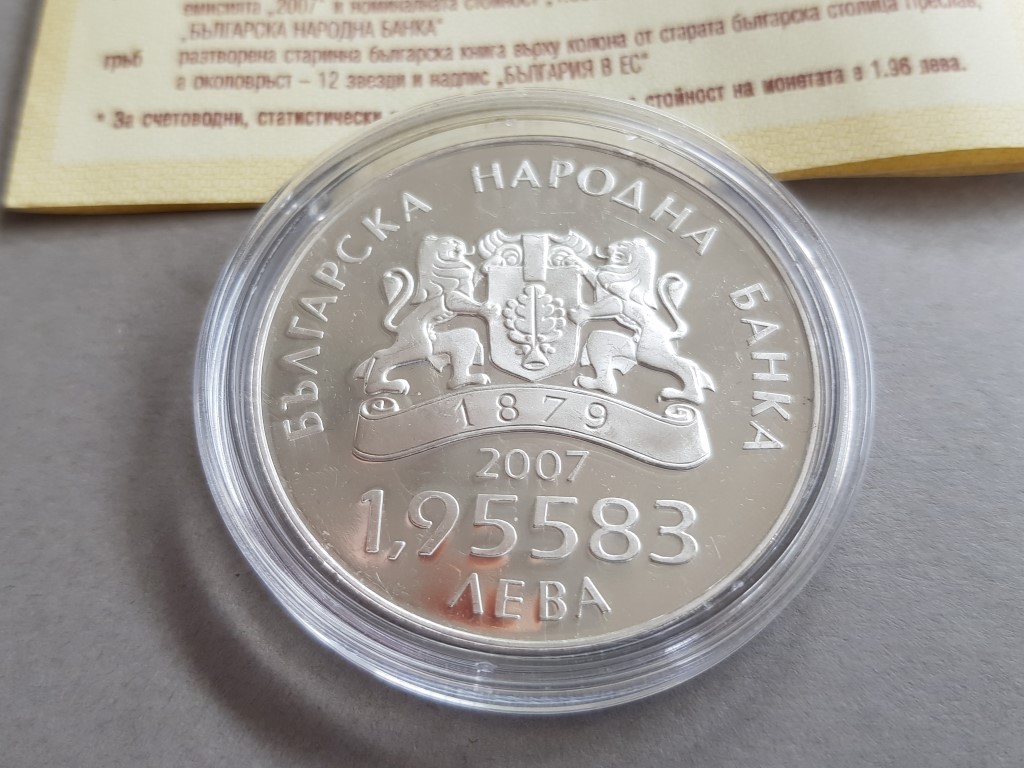 емисията „2007“ и номиналната стойност
„БЪЛГАРСКА НАРОДНА БАНКА“
гръб разтворена старинна българска книга върху колона от старата българска столица Преслав,
в околовръст – 12 звезди и надпис „БЪЛГАРИЯ В ЕС“
* За счетоводни, статистически стойност на монетата е 1.96 лева.
БЪЛГАРСКА НАРОДНА БАНКА
1879
2007
1,95583
ЛЕВА